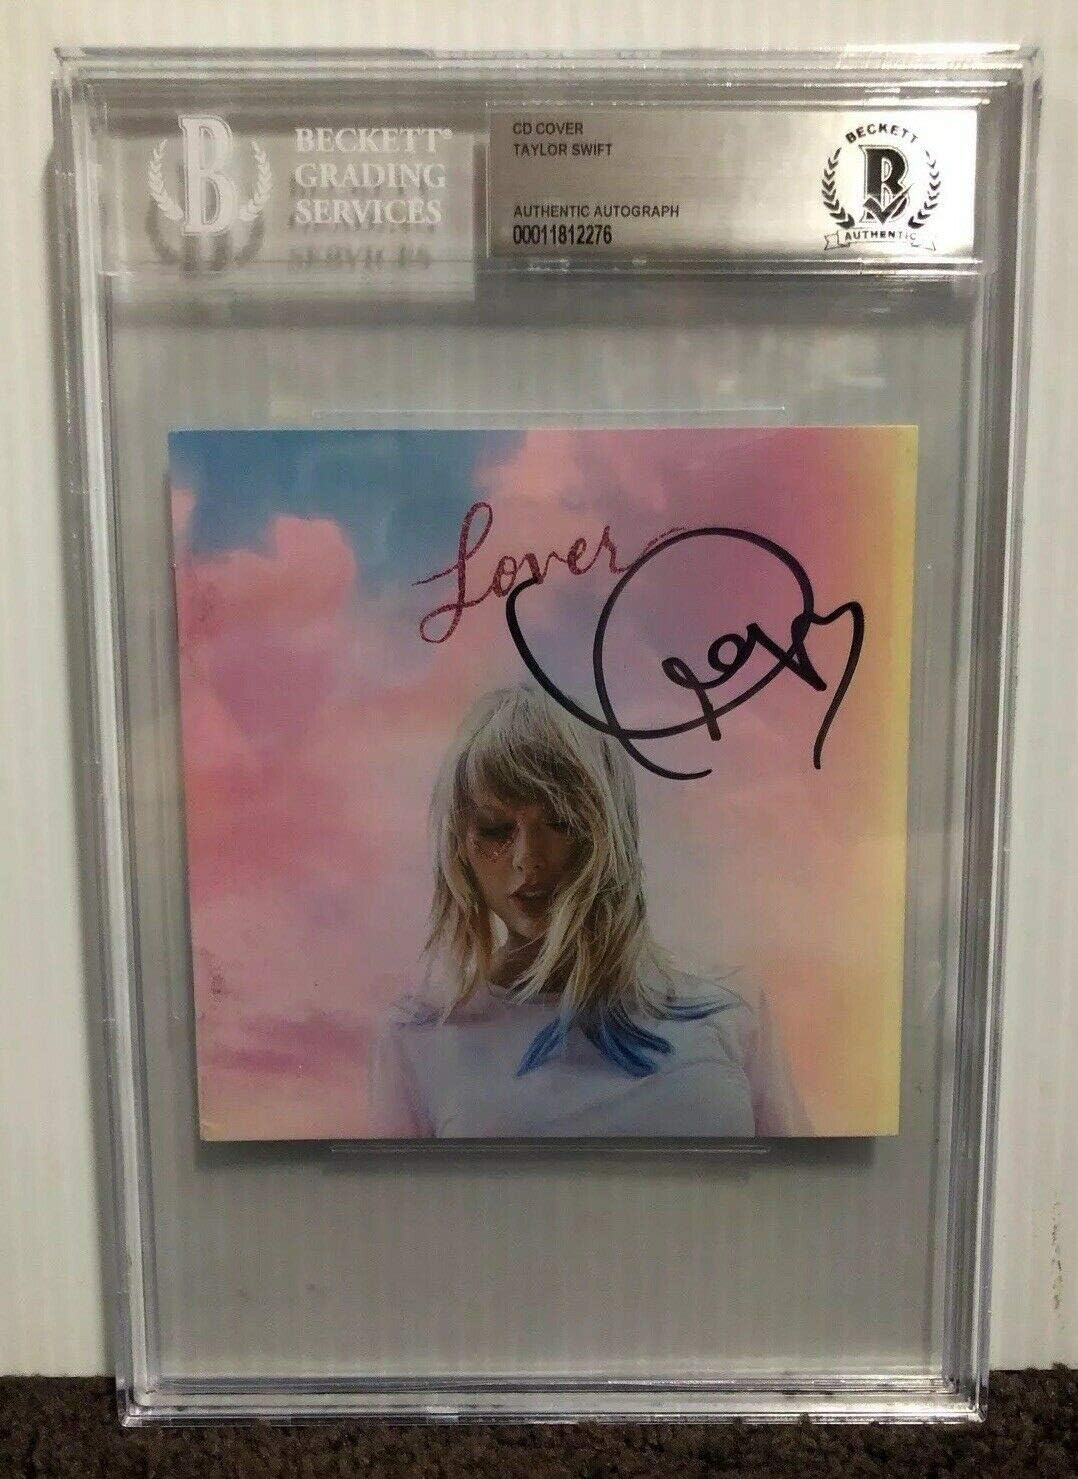 B
BECKETT®
GRADING
SERVICES
CD COVER
TAYLOR SWIFT
AUTHENTIC AUTOGRAPH
00011812276
BECKETT
B
AUTHENTIC
Lover